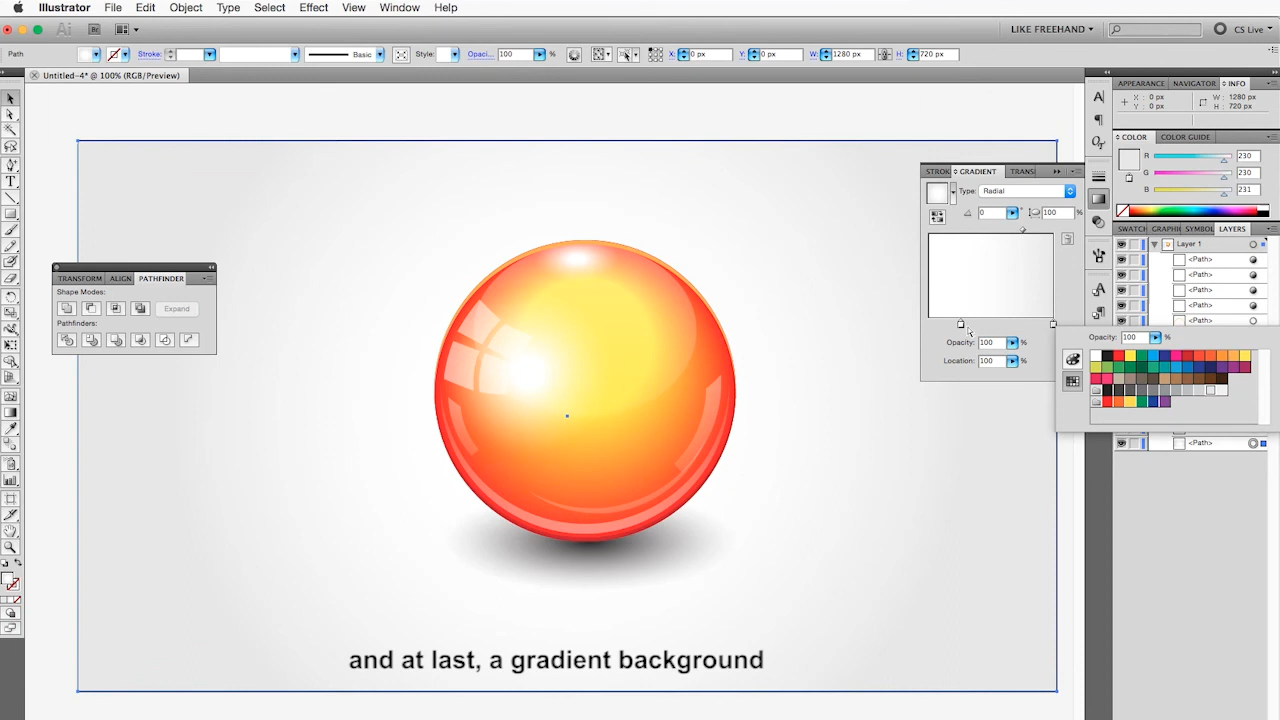 Illustrator File Edit Object Type Select Effect View Window Help
Ai Br LIKE FREEHAND CS Live
Path Stroke: Basic Style: Opaci... 100 % X: 0 px Y: 0 px W: 1280 px H: 720 px
Untitled-4* @ 100% (RGB/Preview)
APPEARANCE NAVIGATOR INFO
X : 0 px W : 1280 px
Y : 0 px H : 720 px
COLOR COLOR GUIDE
R 230
G 230
B 231
STROK GRADIENT TRANS
Type: Radial
0 ° 100 %
Opacity: 100 %
Location: 100 %
SWATCH GRAPHI SYMBOL LAYERS
Layer 1
<Path>
<Path>
<Path>
<Path>
<Path>
Opacity: 100 %
<Path>
TRANSFORM ALIGN PATHFINDER
Shape Modes:
Expand
Pathfinders:
and at last, a gradient background